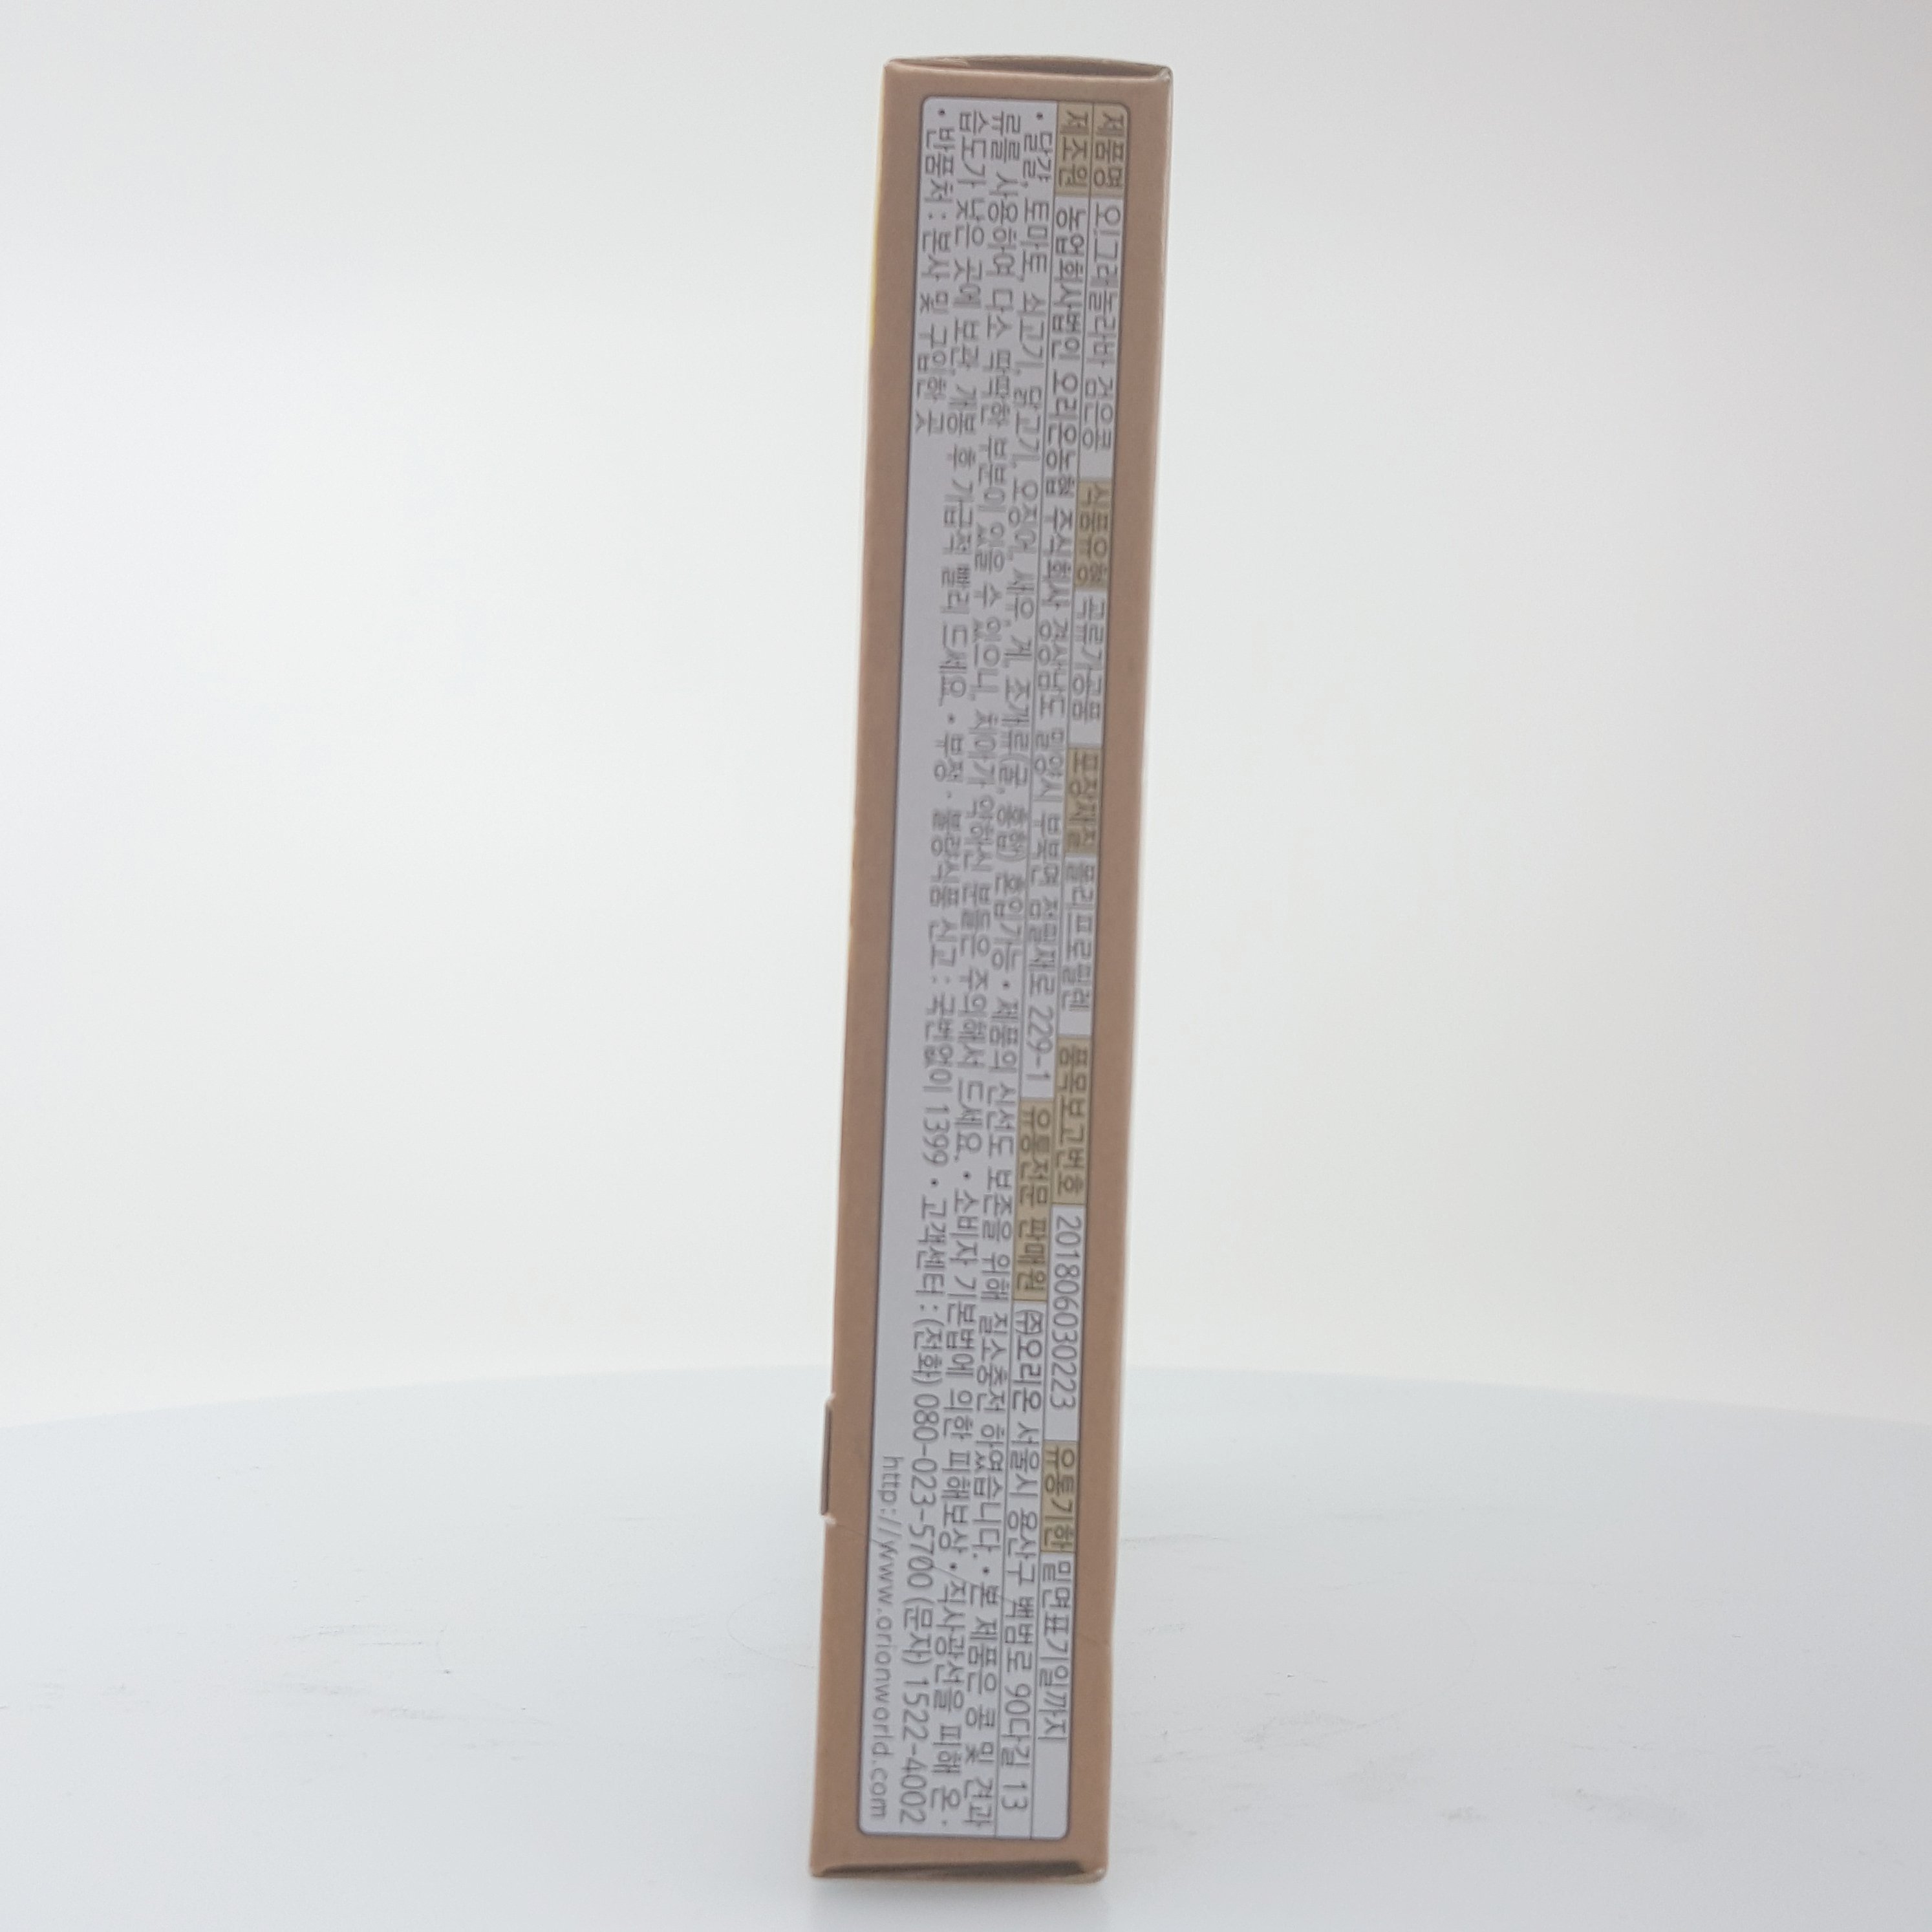 제품명 오!그래놀라바 검은콩 식품유형 곡류가공품 포장재질 폴리프로필렌 품목보고번호 201806030223 유통기한 밑면표기일까지
제조원 농업회사법인 오리온농협 주식회사 경상남도 밀양시 부북면 춘화로 229-1 유통전문 판매원 ㈜오리온 서울시 용산구 백범로 90다길 13
• 달걀, 토마토, 쇠고기, 닭고기, 오징어, 새우, 게, 조개류(굴, 홍합) 혼입가능 • 제품의 신선도 보존을 위해 질소충전 하였습니다. • 본 제품은 콩 및 견과
류를 사용하여 다소 딱딱한 부분이 있을 수 있으니, 치아가 약하신 분들은 주의해서 드세요. • 소비자 기본법에 의한 피해보상 • 직사광선을 피해 온·
습도가 낮은 곳에 보관, 개봉 후 가급적 빨리 드세요. • 부정·불량식품 신고 : 국번없이 1399 • 고객센터 : (전화) 080-023-5700 (문자) 1522-4002
• 반품처 : 본사 및 구입한 곳
http://www.orionworld.com